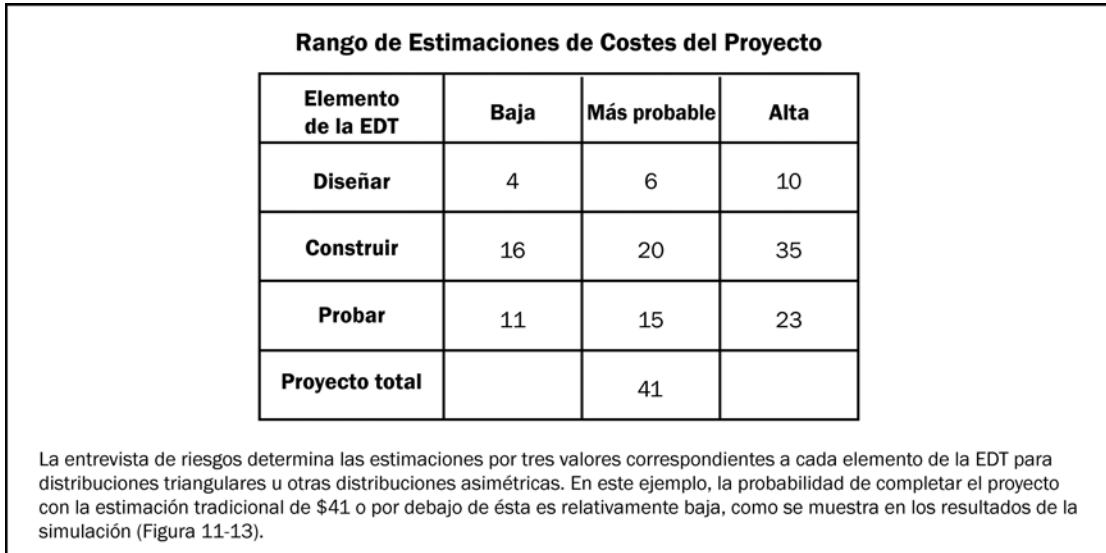 Rango de Estimaciones de Costes del Proyecto
Elemento
de la EDT
Baja
Más probable
Alta
Diseñar
4
6
10
Construir
16
20
35
Probar
11
15
23
Proyecto total
41
La entrevista de riesgos determina las estimaciones por tres valores correspondientes a cada elemento de la EDT para
distribuciones triangulares u otras distribuciones asimétricas. En este ejemplo, la probabilidad de completar el proyecto
con la estimación tradicional de $41 o por debajo de ésta es relativamente baja, como se muestra en los resultados de la
simulación (Figura 11-13).